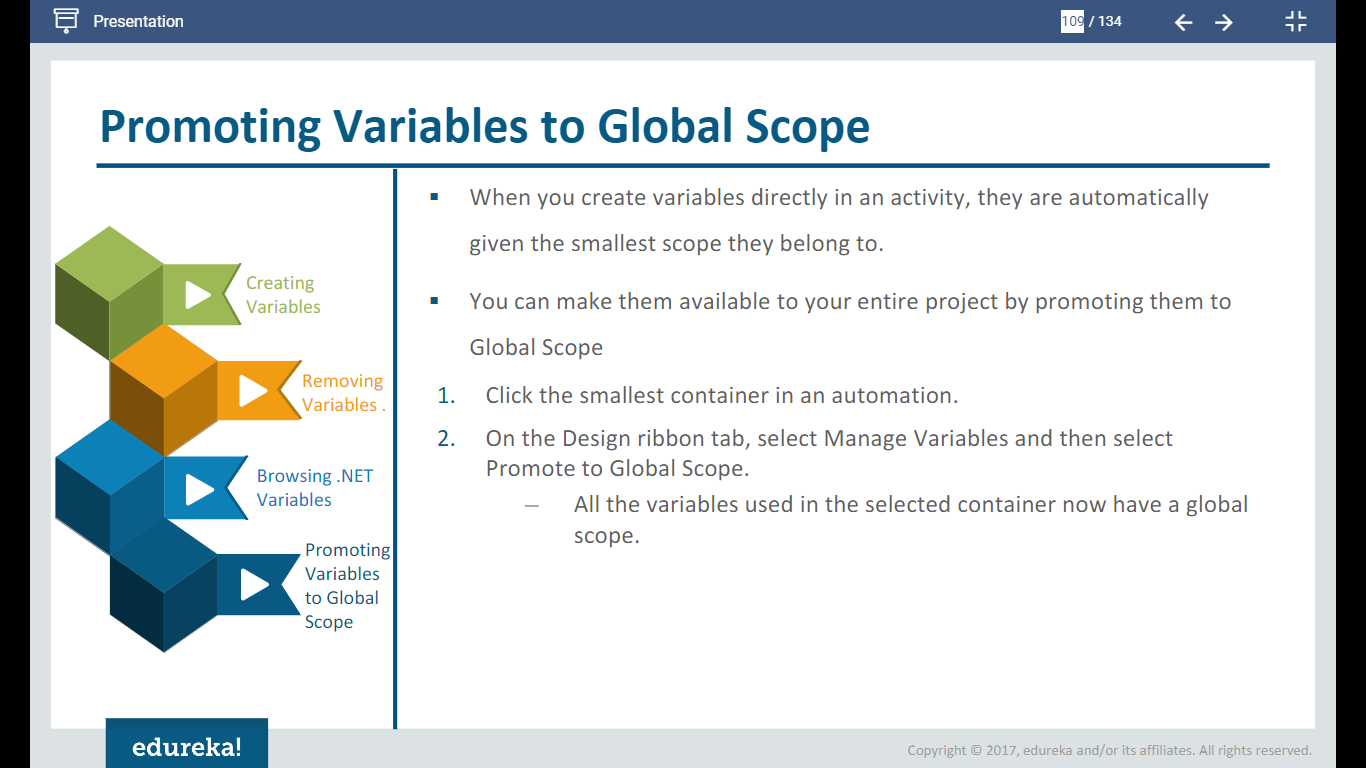 Presentation
109 / 134
Promoting Variables to Global Scope
Creating
Variables
Removing
Variables .
Browsing .NET
Variables
Promoting
Variables
to Global
Scope
▪ When you create variables directly in an activity, they are automatically
given the smallest scope they belong to.
▪ You can make them available to your entire project by promoting them to
Global Scope
1. Click the smallest container in an automation.
2. On the Design ribbon tab, select Manage Variables and then select
Promote to Global Scope.
– All the variables used in the selected container now have a global
scope.
edureka!
Copyright © 2017, edureka and/or its affiliates. All rights reserved.